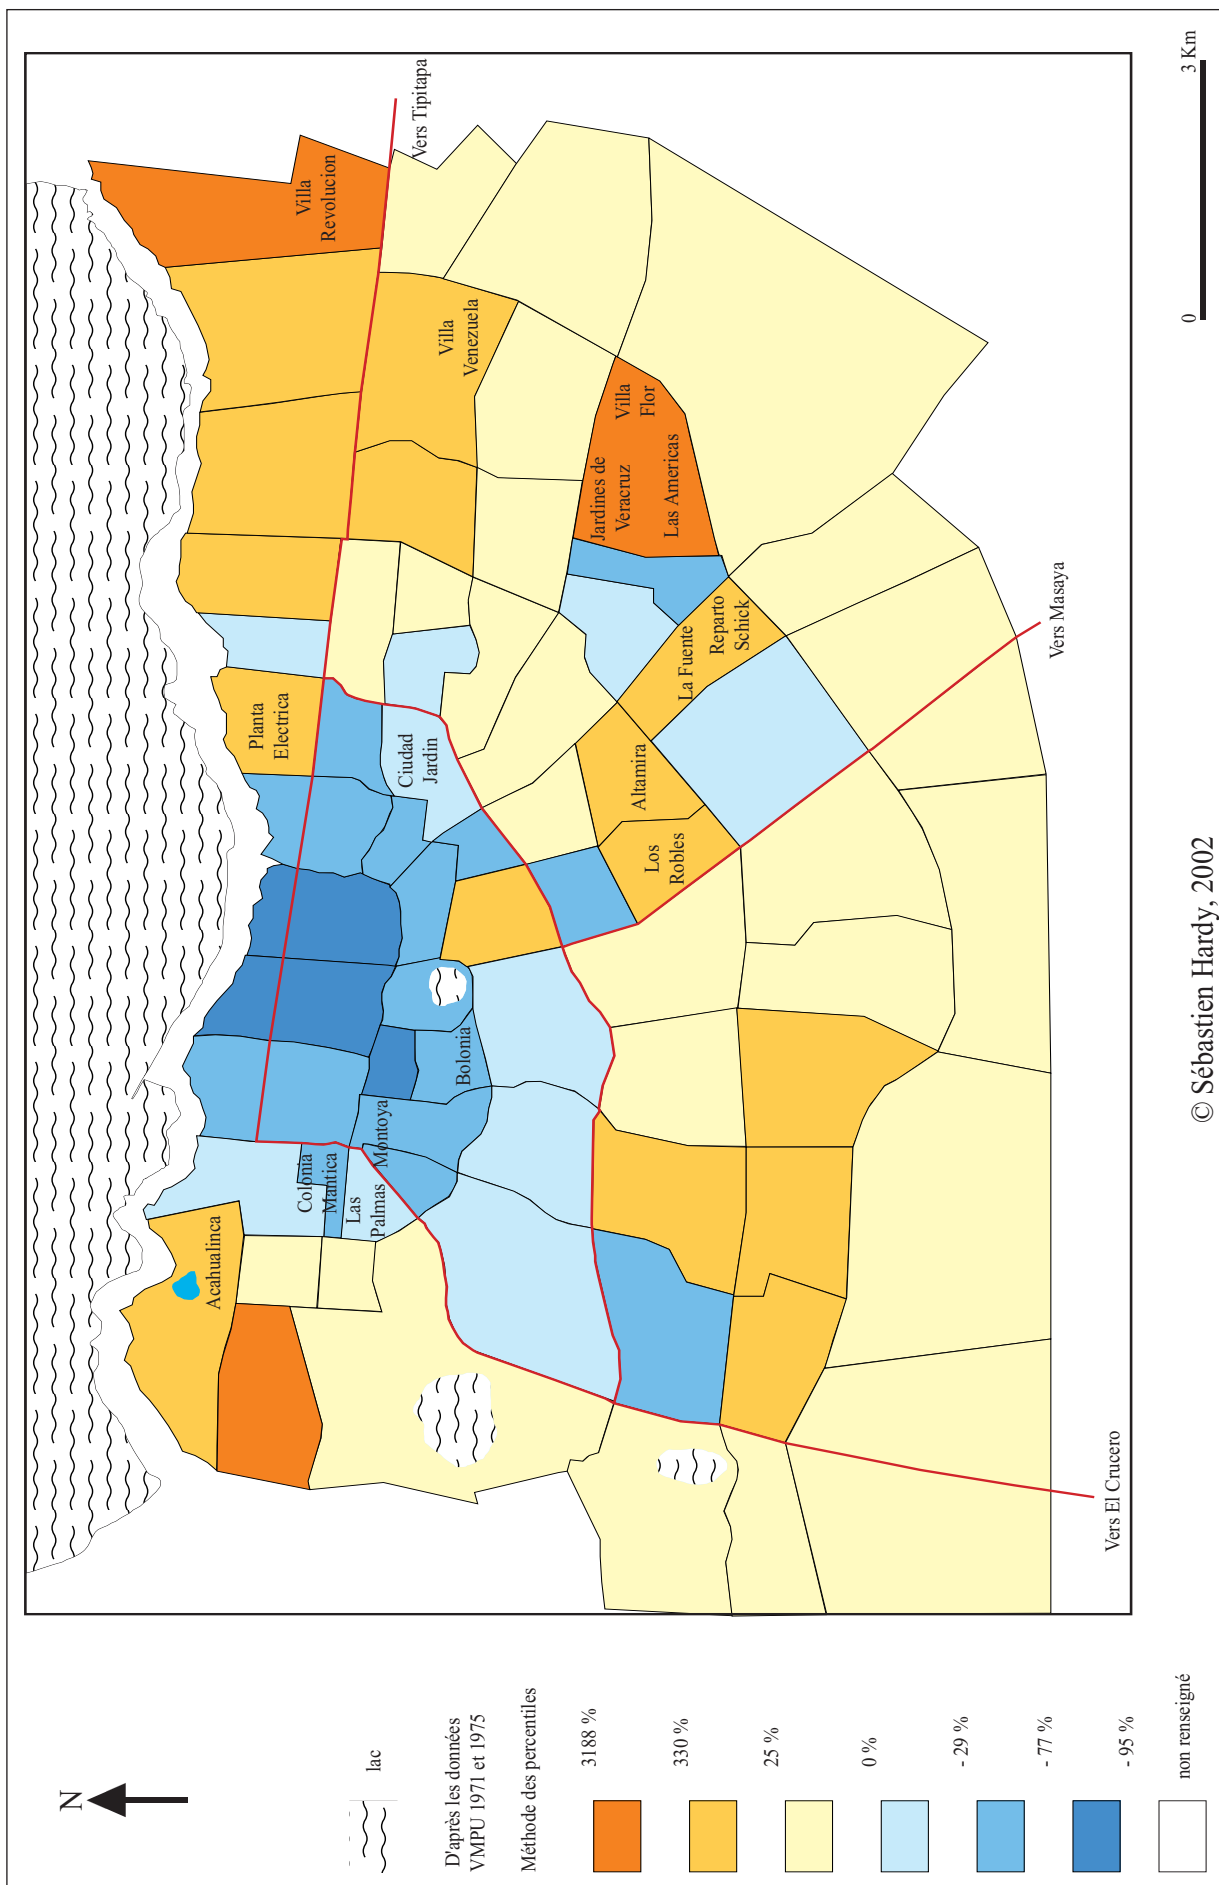 N
lac
D'après les données
VMPU 1971 et 1975
Méthode des percentiles
3188 %
330 %
25 %
0 %
- 29 %
- 77 %
- 95 %
non renseigné
Acahualinca
Colonia
Mantica
Las
Palmas
Montoya
Bolonia
Planta
Electrica
Ciudad
Jardin
Los
Robles
Altamira
La Fuente
Reparto
Schick
Jardines de
Veracruz
Las Americas
Villa
Flor
Villa
Venezuela
Villa
Revolucion
Vers Tipitapa
Vers Masaya
Vers El Crucero
0
3 Km
© Sébastien Hardy, 2002